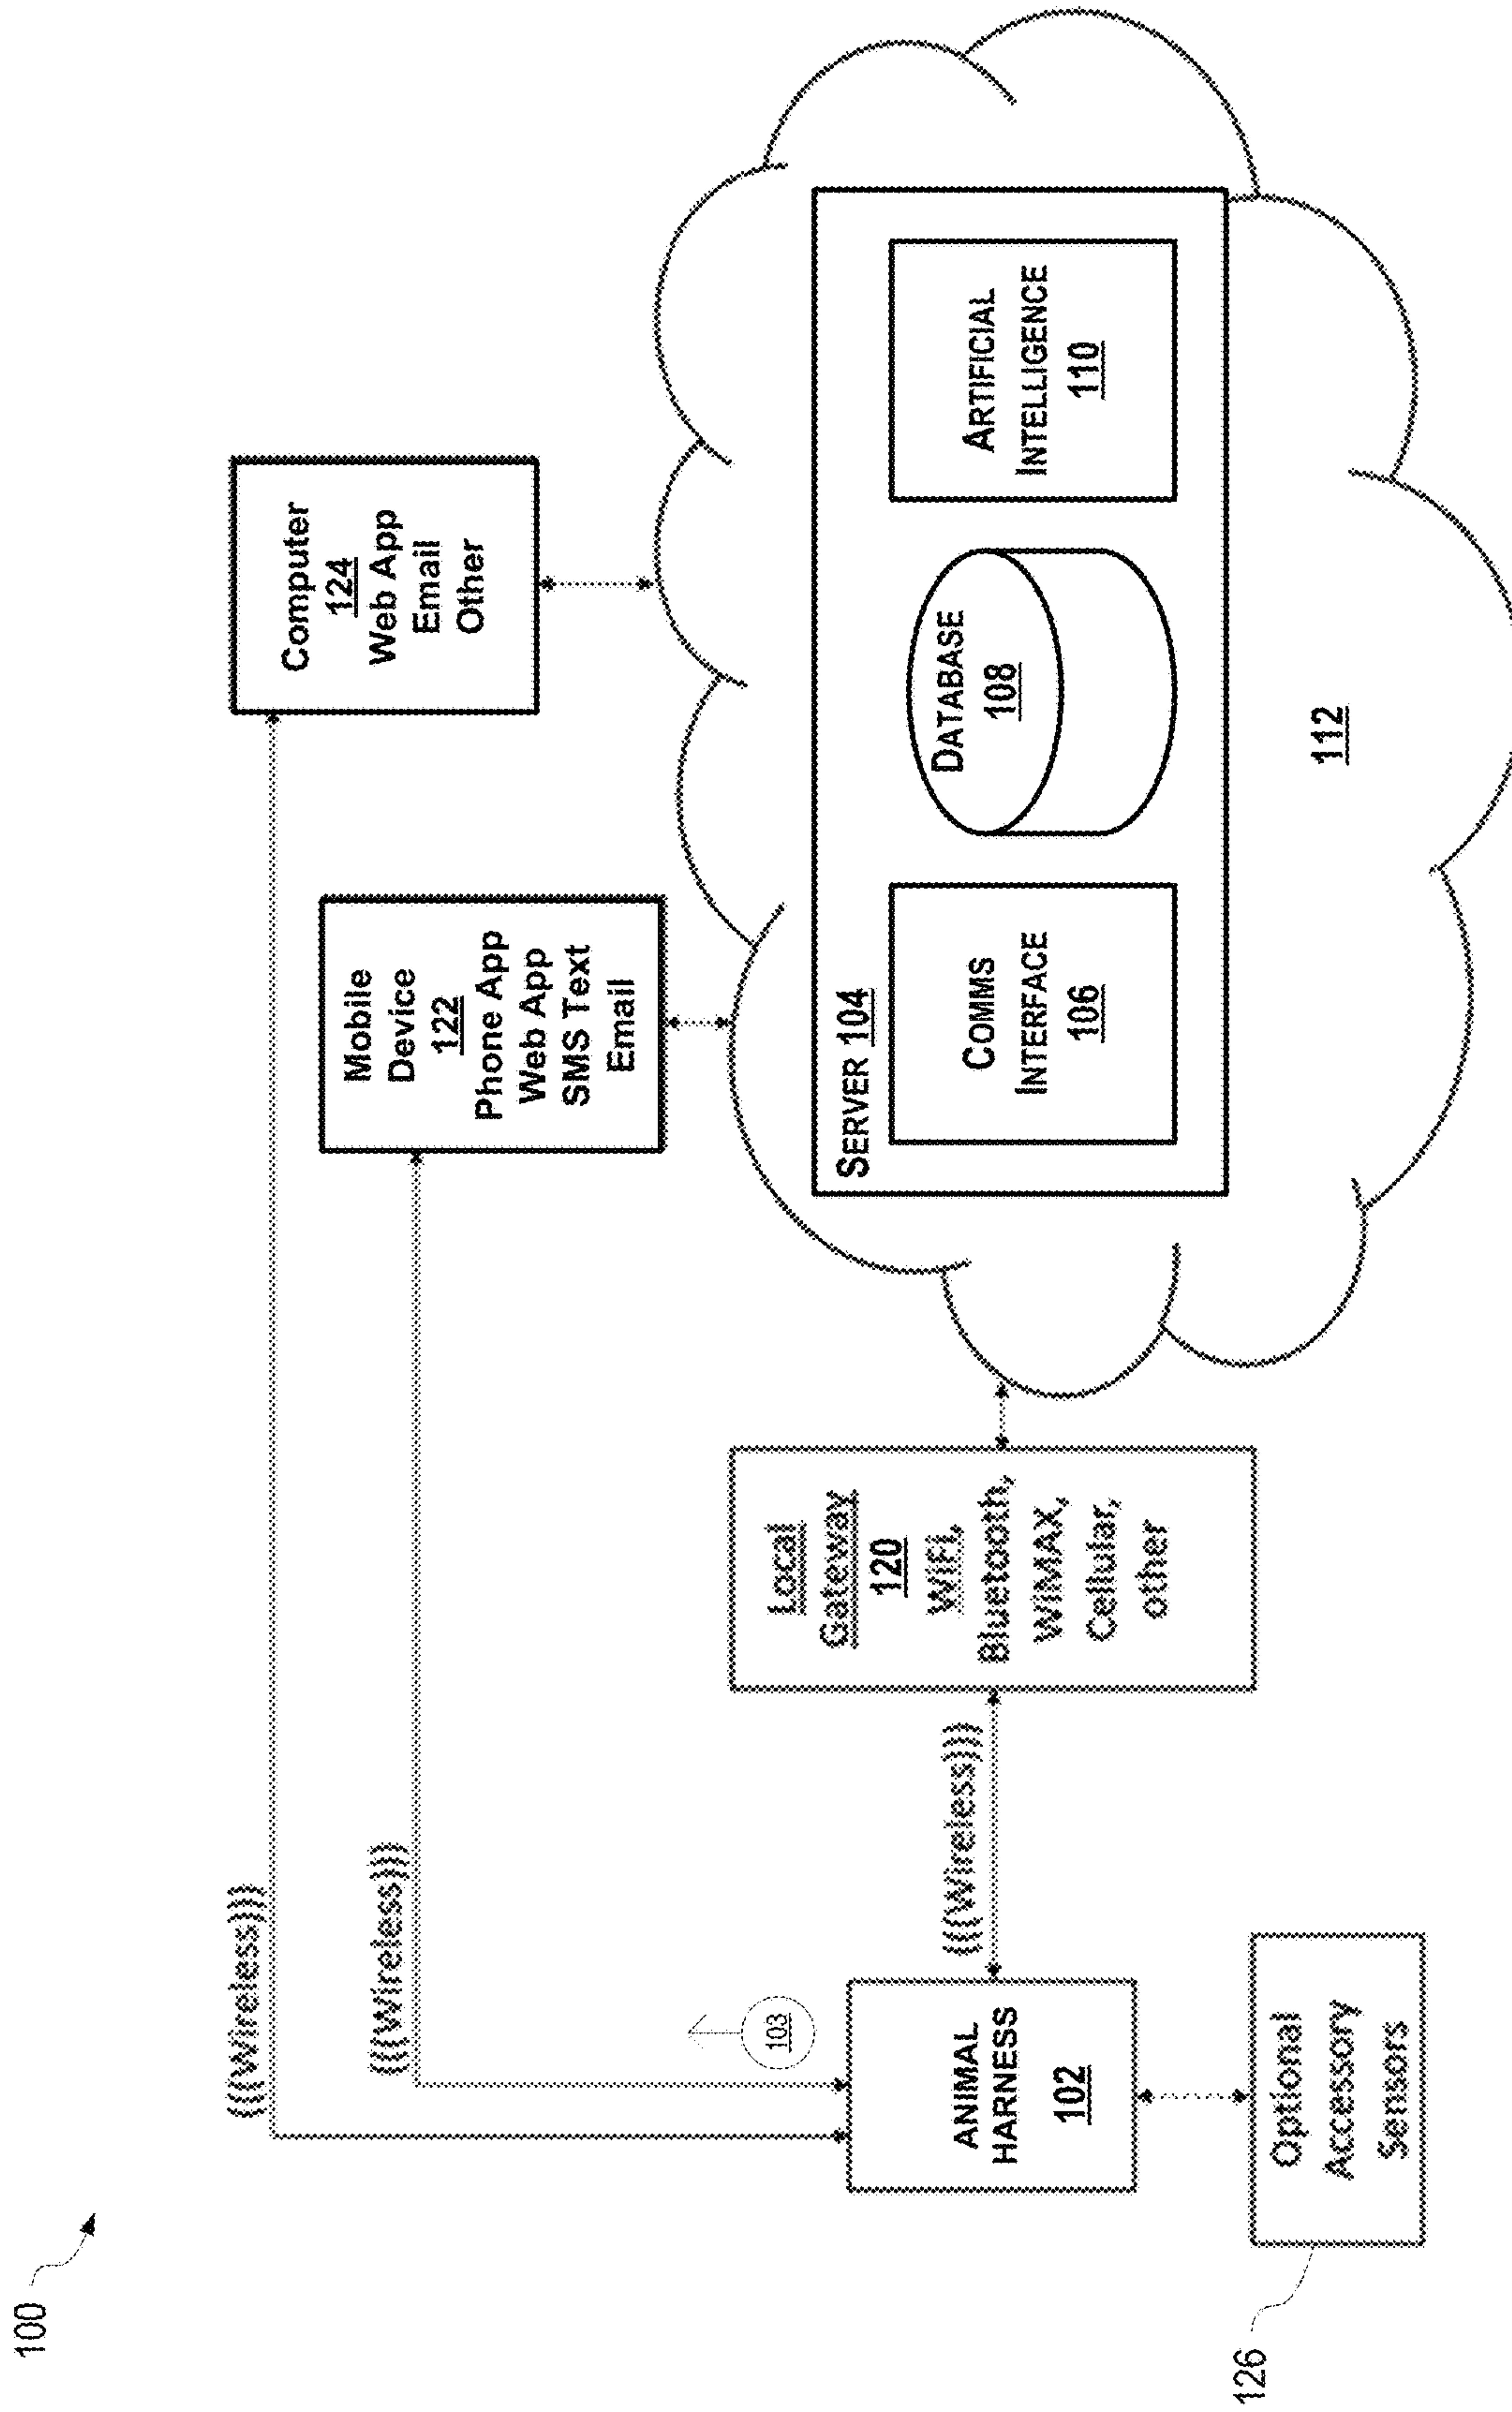 100
(((Wireless)))
Computer
124
Web App
Email
Other
(((Wireless)))
Mobile
Device
122
Phone App
Web App
SMS Text
Email
103
ANIMAL
HARNESS
102
(((Wireless)))
Local
Gateway
120
WiFi,
Bluetooth,
WiMAX,
Cellular,
other
SERVER 104
COMMS
INTERFACE
106
DATABASE
108
ARTIFICIAL
INTELLIGENCE
110
112
126
Optional
Accessory
Sensors